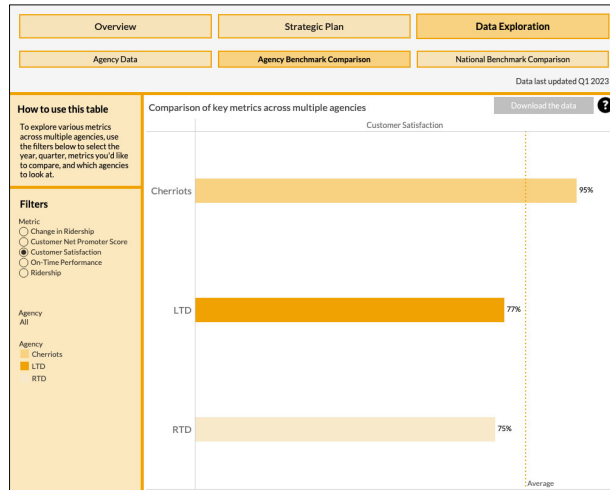 Overview
Strategic Plan
Data Exploration
Agency Data
Agency Benchmark Comparison
National Benchmark Comparison
Data last updated Q1 2023
How to use this table
To explore various metrics
across multiple agencies, use
the filters below to select the
year, quarter, metrics you'd like
to compare, and which agencies
to look at.
Filters
Metric
Change in Ridership
Customer Net Promoter Score
Customer Satisfaction
On-Time Performance
Ridership
Agency
All
Agency
Cherriots
LTD
RTD
Comparison of key metrics across multiple agencies
Download the data
?
Customer Satisfaction
Cherriots
95%
LTD
77%
RTD
75%
Average